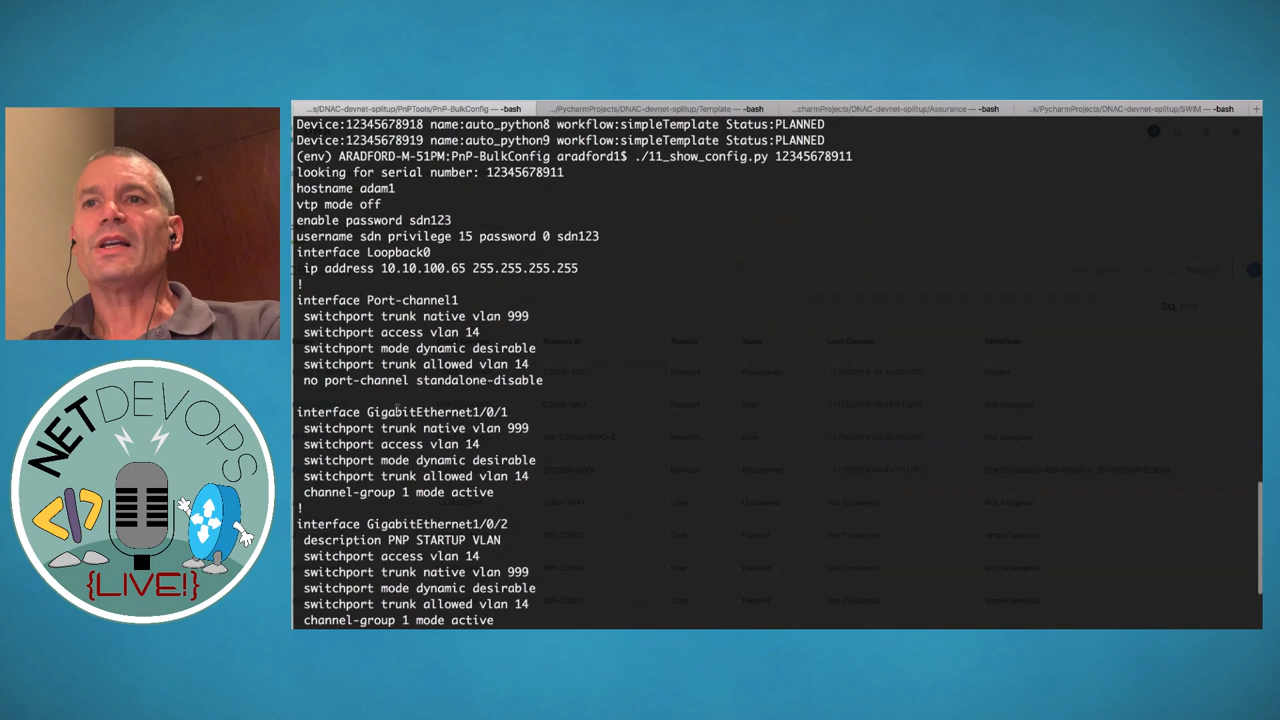 ...s/DNAC-devnet-splitup/PnPTools/PnP-BulkConfig — -bash
.../PycharmProjects/DNAC-devnet-splitup/Template — -bash
...charmProjects/DNAC-devnet-splitup/Assurance — -bash
...k/PycharmProjects/DNAC-devnet-splitup/SWIM — -bash
Device:12345678918 name:auto_python8 workflow:simpleTemplate Status:PLANNED
Device:12345678919 name:auto_python9 workflow:simpleTemplate Status:PLANNED
(env) ARADFORD-M-51PM:PnP-BulkConfig aradford1$ ./11_show_config.py 12345678911
looking for serial number: 12345678911
hostname adam1
vtp mode off
enable password sdn123
username sdn privilege 15 password 0 sdn123
interface Loopback0
ip address 10.10.100.65 255.255.255.255
!
interface Port-channel1
switchport trunk native vlan 999
switchport access vlan 14
switchport mode dynamic desirable
switchport trunk allowed vlan 14
no port-channel standalone-disable
interface GigabitEthernet1/0/1
switchport trunk native vlan 999
switchport access vlan 14
switchport mode dynamic desirable
switchport trunk allowed vlan 14
channel-group 1 mode active
!
interface GigabitEthernet1/0/2
description PNP STARTUP VLAN
switchport access vlan 14
switchport trunk native vlan 999
switchport mode dynamic desirable
switchport trunk allowed vlan 14
channel-group 1 mode active
NETDEVOPS
</>
{LIVE!}